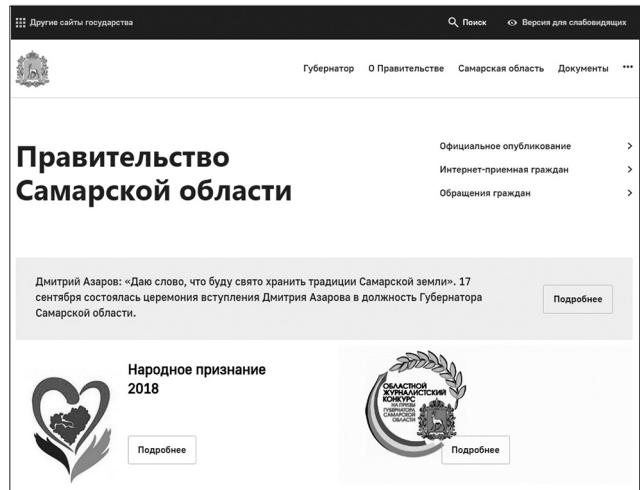 Другие сайты государства
Поиск
Версия для слабовидящих
Губернатор
О Правительстве
Самарская область
Документы
Правительство
Самарской области
Официальное опубликование
Интернет-приемная граждан
Обращения граждан
Дмитрий Азаров: «Даю слово, что буду свято хранить традиции Самарской земли». 17
сентября состоялась церемония вступления Дмитрия Азарова в должность Губернатора
Самарской области.
Подробнее
Народное признание
2018
Подробнее
ОБЛАСТНОЙ
ЖУРНАЛИСТСКИЙ
КОНКУРС
НА ПРИЗЫ
ГУБЕРНАТОРА
САМАРСКОЙ
ОБЛАСТИ
Подробнее